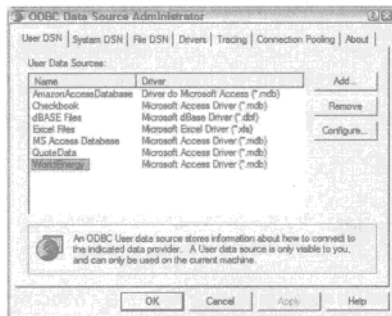 ODBC Data Source Administrator
User DSN System DSN File DSN Drivers Tracing Connection Pooling About
User Data Sources:
Name Driver
AmazonAccessDatabase Driver do Microsoft Access (*.mdb)
Checkbook Microsoft Access Driver (*.mdb)
dBASE Files Microsoft dBase Driver (*.dbf)
Excel Files Microsoft Excel Driver (*.xls)
MS Access Database Microsoft Access Driver (*.mdb)
QuoteData Microsoft Access Driver (*.mdb)
WorldEnergy Microsoft Access Driver (*.mdb)
Add...
Remove
Configure...
An ODBC User data source stores information about how to connect to
the indicated data provider. A User data source is only visible to you,
and can only be used on the current machine.
OK Cancel Apply Help